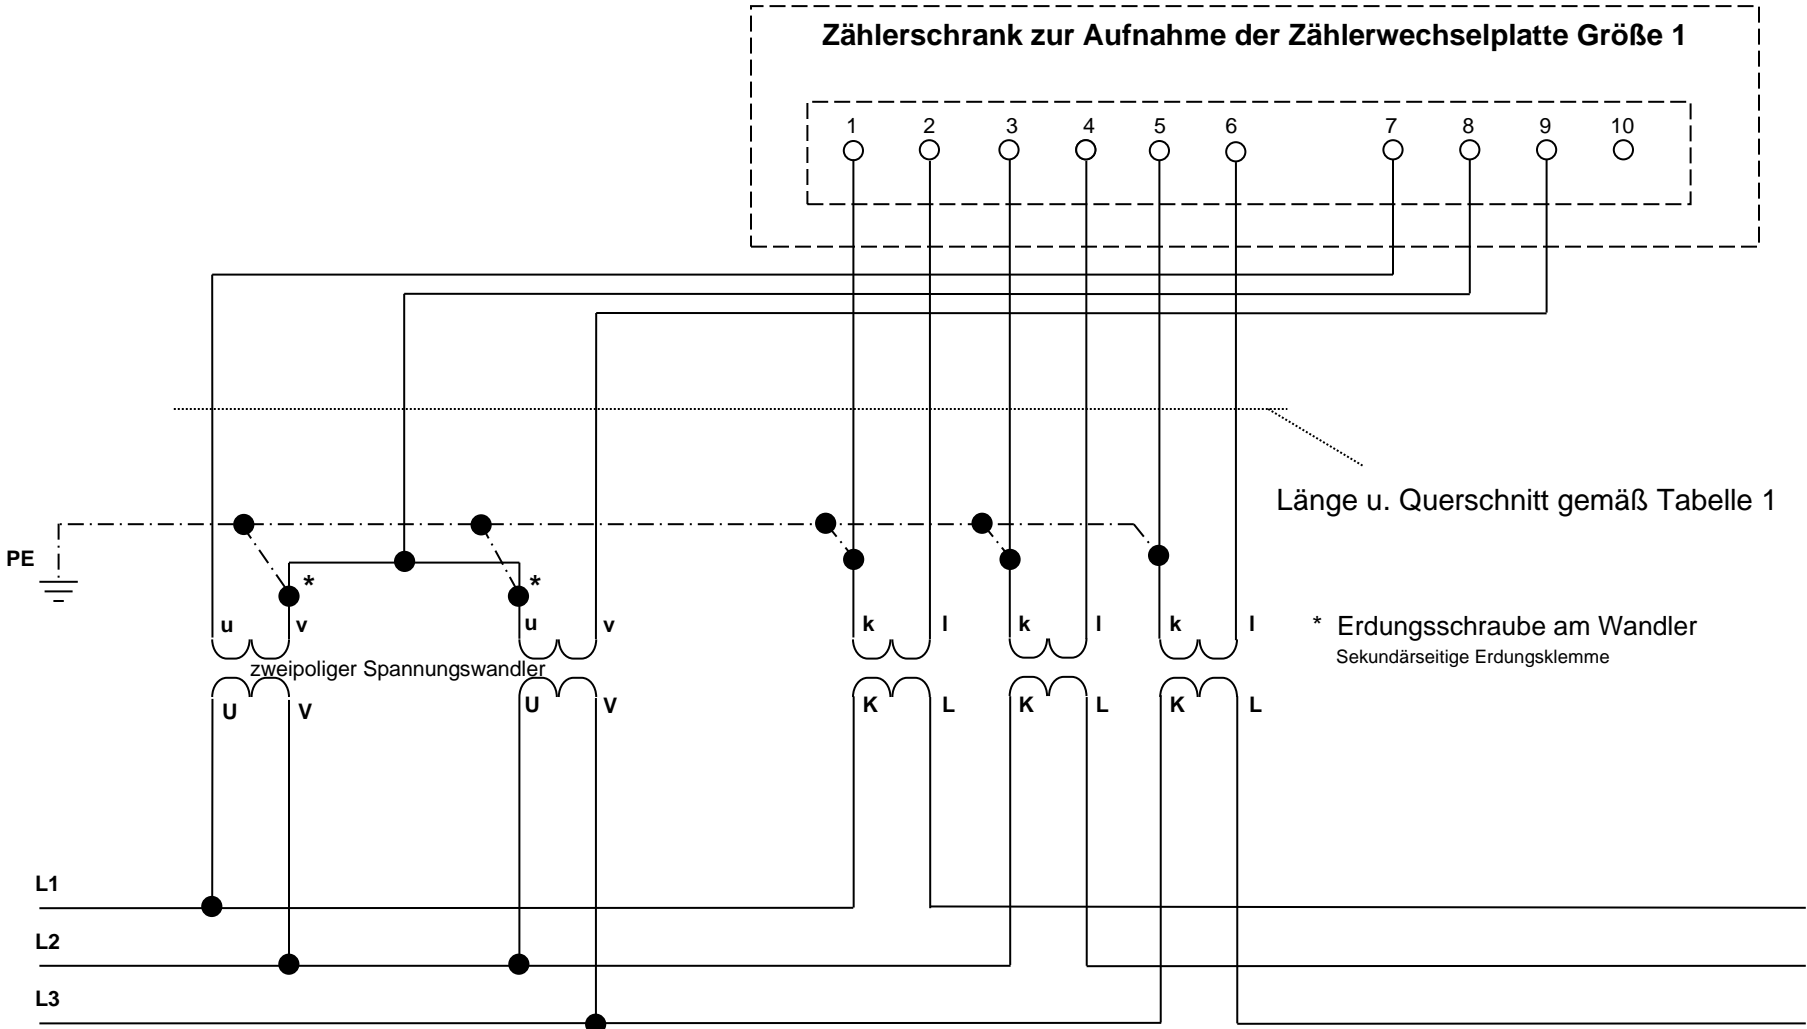 Zählerschrank zur Aufnahme der Zählerwechselplatte Größe 1
1 2 3 4 5 6 7 8 9 10
Länge u. Querschnitt gemäß Tabelle 1
PE
* *
u v u v k l k l k l
* Erdungsschraube am Wandler
Sekundärseitige Erdungsklemme
zweipoliger Spannungswandler
U V U V K L K L K L
L1
L2
L3